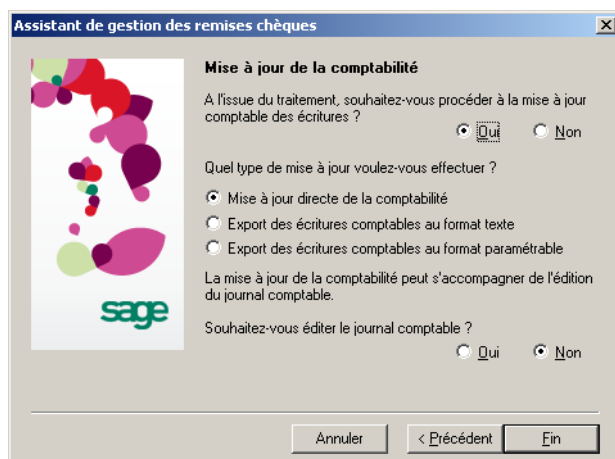 Assistant de gestion des remises chèques
Mise à jour de la comptabilité
A l'issue du traitement, souhaitez-vous procéder à la mise à jour
comptable des écritures ?
Oui Non
Quel type de mise à jour voulez-vous effectuer ?
Mise à jour directe de la comptabilité
Export des écritures comptables au format texte
Export des écritures comptables au format paramétrable
La mise à jour de la comptabilité peut s'accompagner de l'édition
du journal comptable.
sage
Souhaitez-vous éditer le journal comptable ?
Oui Non
Annuler < Précédent Fin